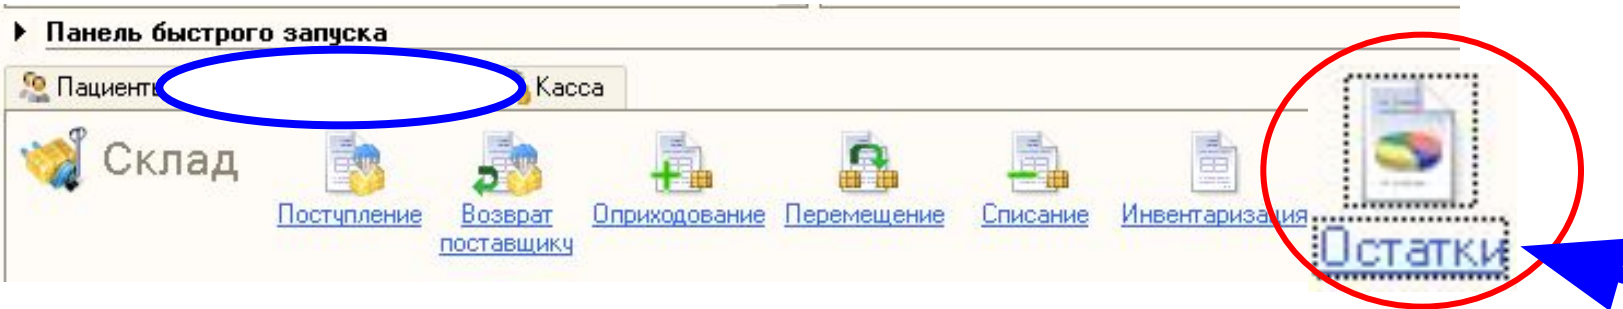 Панель быстрого запуска
Пациенты Касса
Склад
Поступление Возврат поставщику Оприходование Перемещение Списание Инвентаризация Остатки